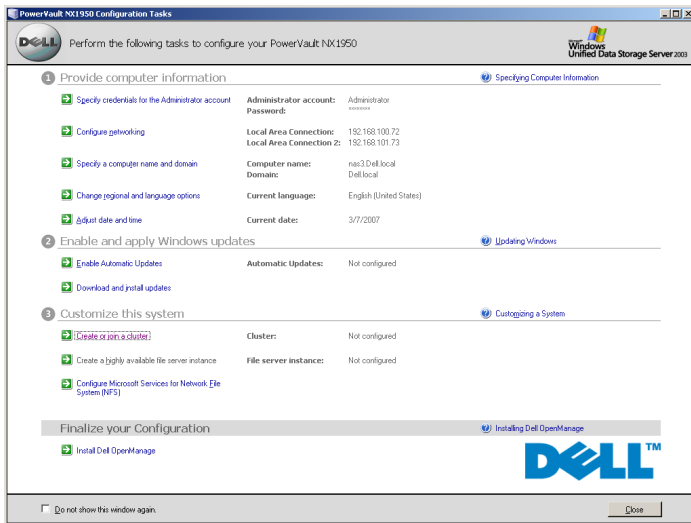 PowerVault NX1950 Configuration Tasks
DELL
Perform the following tasks to configure your PowerVault NX1950
Windows
Unified Data Storage Server 2003
1 Provide computer information
Specifying Computer Information
Specify credentials for the Administrator account
Administrator account: Administrator
Password: ******
Configure networking
Local Area Connection: 192.168.100.72
Local Area Connection 2: 192.168.101.73
Specify a computer name and domain
Computer name: nas3.Dell.local
Domain: Dell.local
Change regional and language options
Current language: English (United States)
Adjust date and time
Current date: 3/7/2007
2 Enable and apply Windows updates
Updating Windows
Enable Automatic Updates
Automatic Updates: Not configured
Download and install updates
3 Customize this system
Customizing a System
Create or join a cluster
Cluster: Not configured
Create a highly available file server instance
File server instance: Not configured
Configure Microsoft Services for Network File
System (NFS)
Finalize your Configuration
Installing Dell OpenManage
Install Dell OpenManage
DELL™
Do not show this window again.
Close